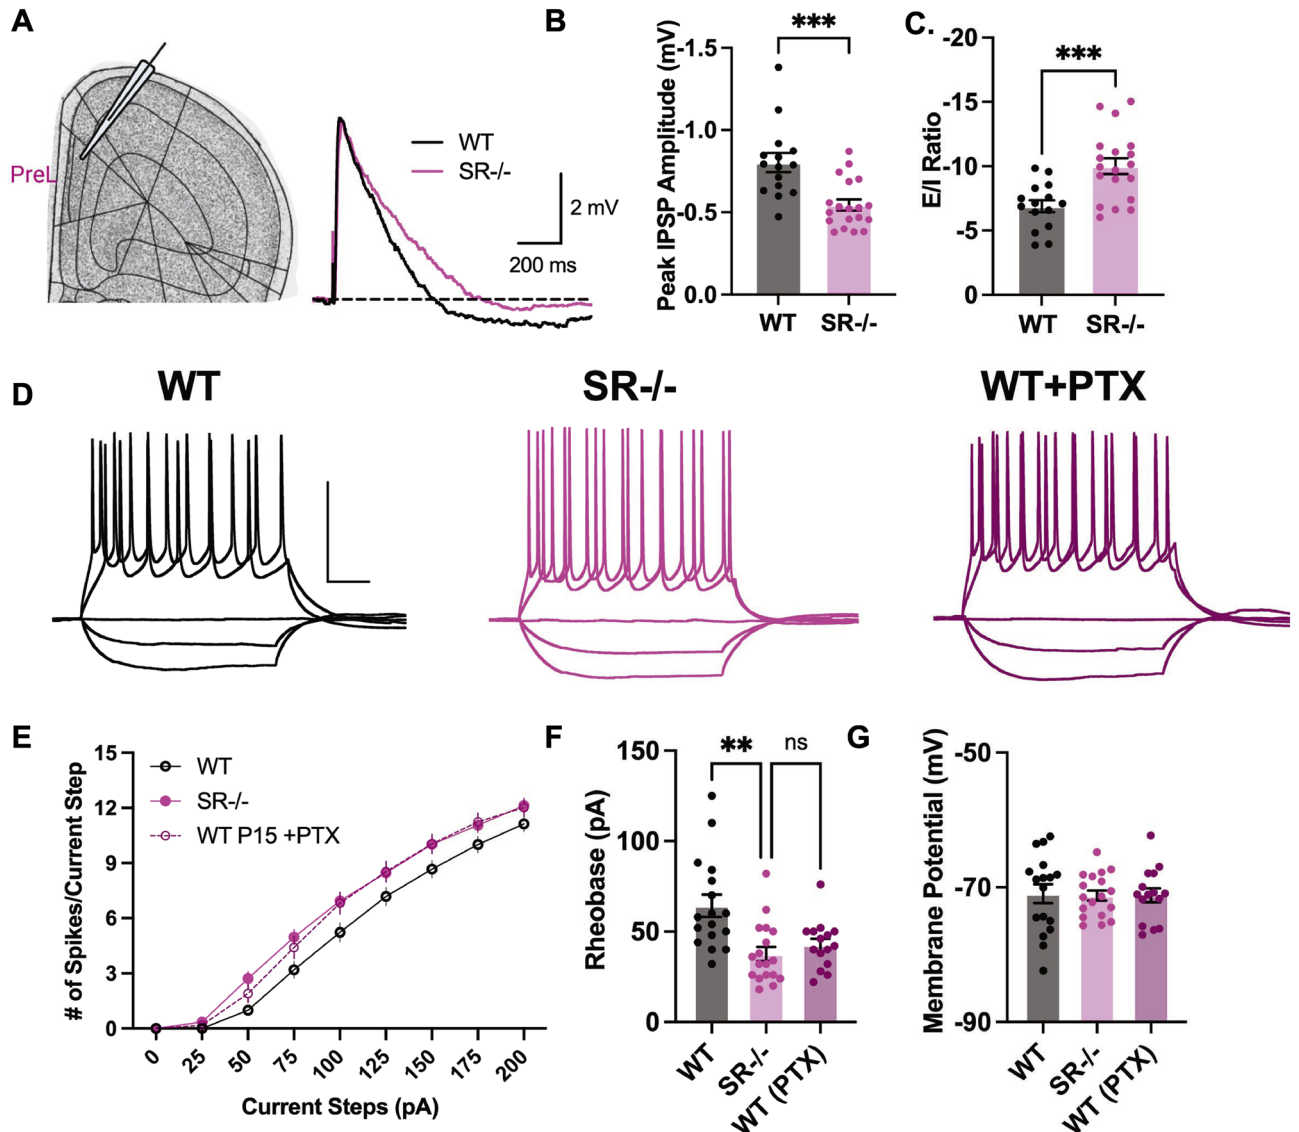 A
PreL
WT
SR-/-
2 mV
200 ms
B
***
Peak IPSP Amplitude (mV)
-1.5
-1.0
-0.5
0.0
WT
SR-/-
C.
***
E/I Ratio
-20
-15
-10
-5
0
WT
SR-/-
D
WT
SR-/-
WT+PTX
E
# of Spikes/Current Step
15
12
9
6
3
0
WT
SR-/-
WT P15 +PTX
0
25
50
75
100
125
150
175
200
Current Steps (pA)
F
**
ns
Rheobase (pA)
150
100
50
0
WT
SR-/-
WT (PTX)
G
Membrane Potential (mV)
-50
-70
-90
WT
SR-/-
WT (PTX)